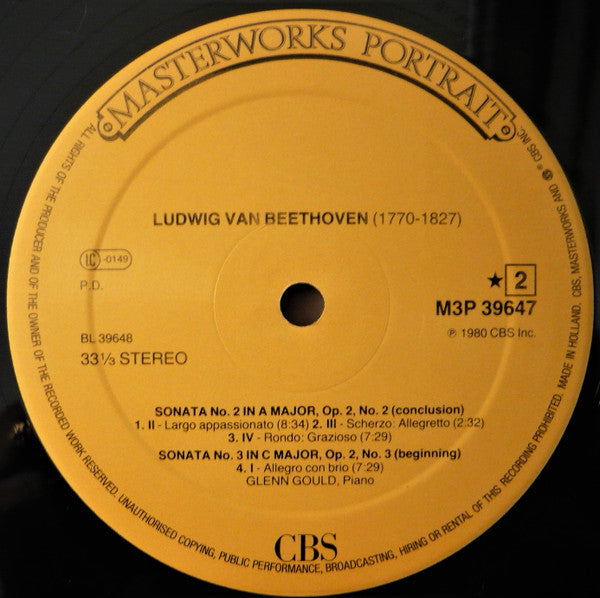 MASTERWORKS PORTRAIT
LUDWIG VAN BEETHOVEN (1770-1827)
LC -0149
P.D.
★ 2
M3P 39647
℗ 1980 CBS Inc.
BL 39648
33⅓ STEREO
SONATA No. 2 IN A MAJOR, Op. 2, No. 2 (conclusion)
1. II - Largo appassionato (8:34) 2. III - Scherzo: Allegretto (2:32)
3. IV - Rondo: Grazioso (7:29)
SONATA No. 3 IN C MAJOR, Op. 2, No. 3 (beginning)
4. I - Allegro con brio (7:29)
GLENN GOULD, Piano
CBS
ALL RIGHTS OF THE PRODUCER AND OF THE OWNER OF THE RECORDED WORK RESERVED. UNAUTHORISED COPYING, PUBLIC PERFORMANCE, BROADCASTING, HIRING OR RENTAL OF THIS RECORDING PROHIBITED. MADE IN HOLLAND. CBS, MASTERWORKS AND ® CBS INC